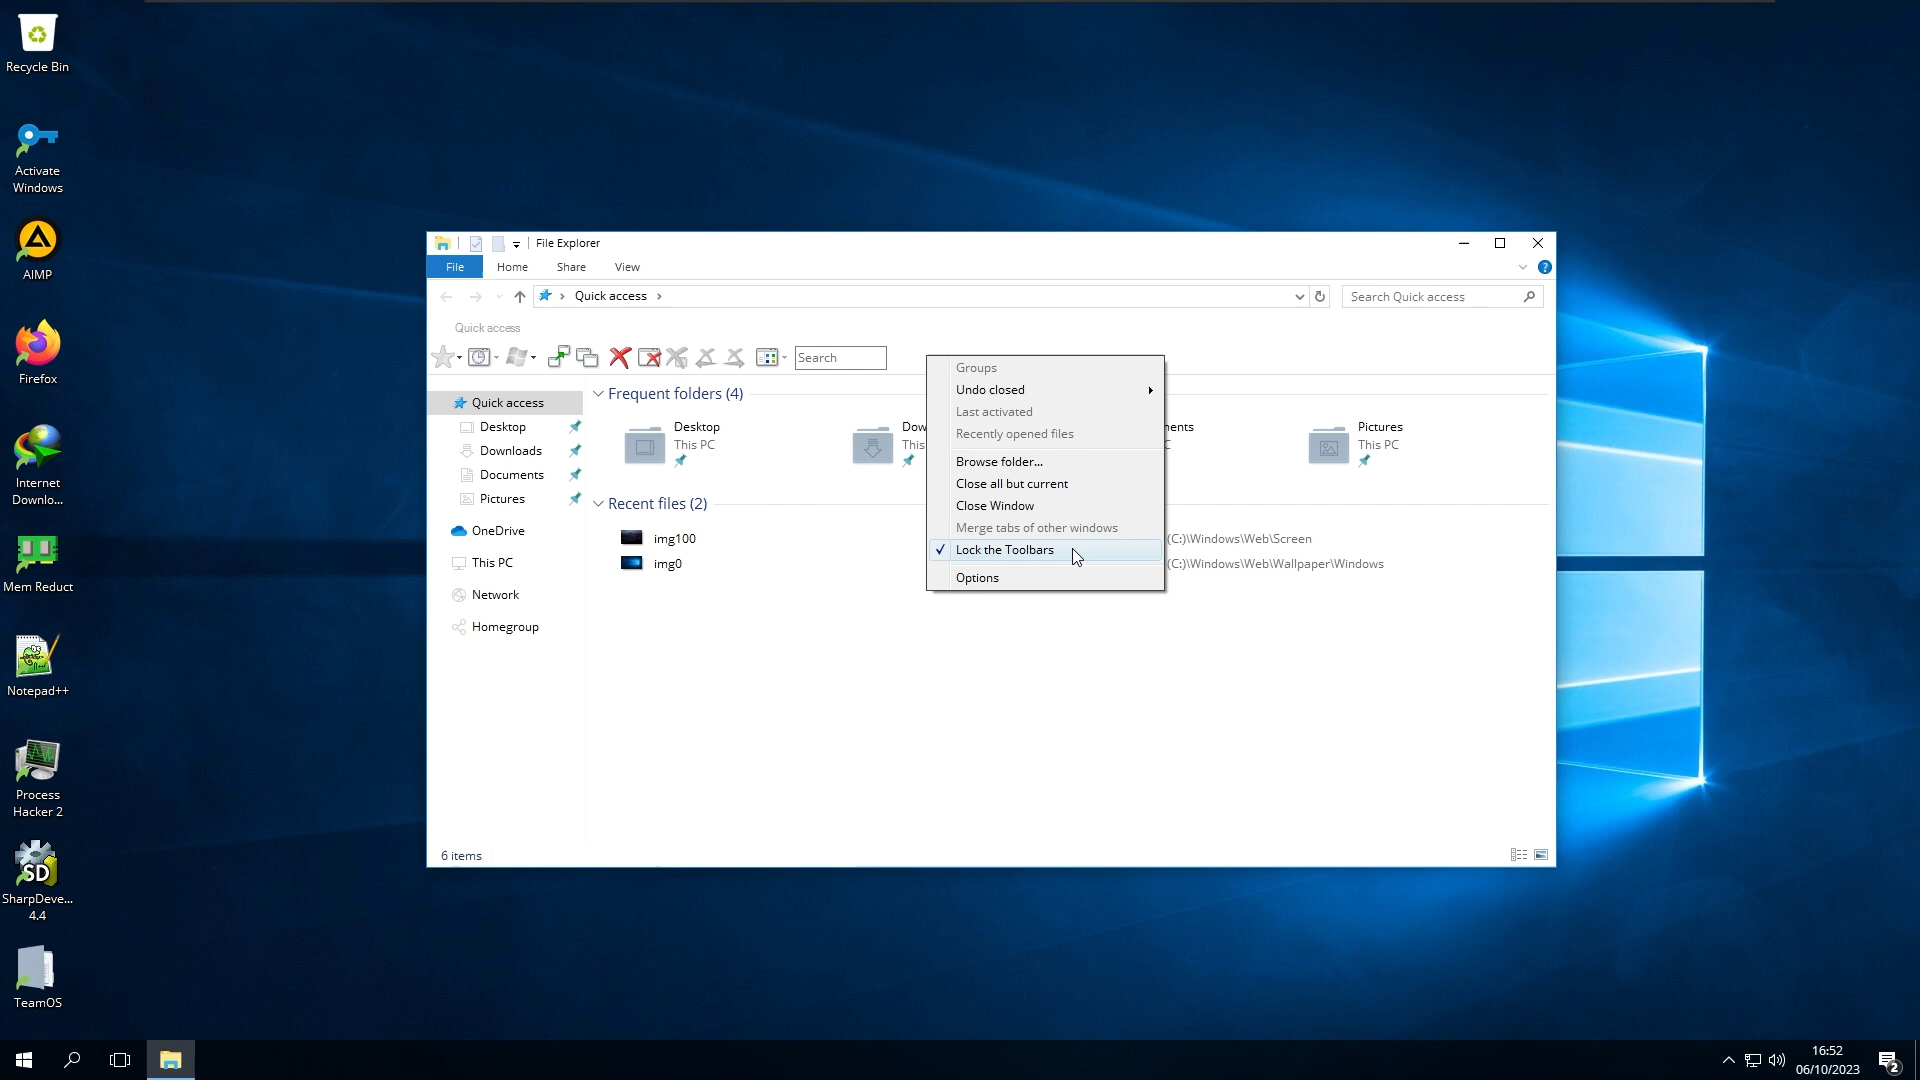 Recycle Bin
Activate
Windows
AIMP
Firefox
Internet
Downlo...
Mem Reduct
Notepad++
Process
Hacker 2
SD
SharpDeve...
4.4
TeamOS
File Explorer
File
Home
Share
View
?
Quick access
Search Quick access
Quick access
Search
Quick access
Desktop
Downloads
Documents
Pictures
OneDrive
This PC
Network
Homegroup
Frequent folders (4)
Desktop
This PC
Dow
This
ments
C
Pictures
This PC
Recent files (2)
img100
(C:)\Windows\Web\Screen
img0
(C:)\Windows\Web\Wallpaper\Windows
Groups
Undo closed
Last activated
Recently opened files
Browse folder...
Close all but current
Close Window
Merge tabs of other windows
Lock the Toolbars
Options
6 items
16:52
06/10/2023
2